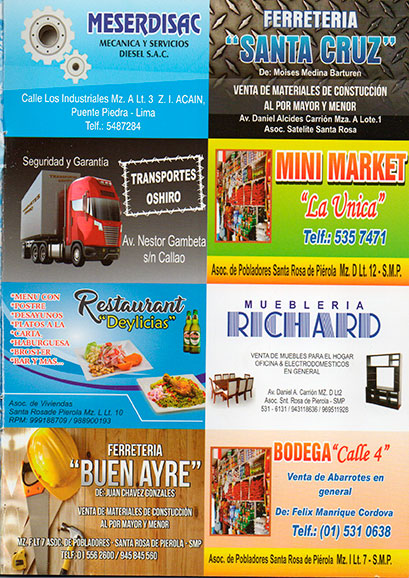 MESERDISAC
MECANICA Y SERVICIOS
DIESEL S.A.C.
Calle Los Industriales Mz. A Lt. 3 Z. I. ACAIN,
Puente Piedra - Lima
Telf.: 5487284
FERRETERIA
"SANTA CRUZ"
De: Moises Medina Barturen
VENTA DE MATERIALES DE CONSTUCCIÓN
AL POR MAYOR Y MENOR
Av. Daniel Alcides Carrión Mza. A Lote.1
Asoc. Satelite Santa Rosa
Seguridad y Garantía
TRANSPORTES
OSHIRO
Av. Nestor Gambeta
s/n Callao
MINI MARKET
"La Unica"
Telf.: 535 7471
Asoc. de Pobladores Santa Rosa de Piérola Mz. D Lt. 12 - S.M.P.
*MENU CON
*POSTRE
*DESAYUNOS
*PLATOS A LA
CARTA
*HABURGUESA
*BROSTER
*BAR Y MAS...
Restaurant
"Deylicias"
Asoc. de Viviendas
Santa Rosade Pierola Mz. L Lt. 10
RPM: 999188709 / 988900193
MUEBLERIA
RICHARD
VENTA DE MUEBLES PARA EL HOGAR
OFICINA & ELECTRODOMESTICOS
EN GENERAL
Av. Daniel A. Carrión MZ. D Lt2
Asoc. Snt. Rosa de Pierola - SMP
531 - 6131 / 943118636 / 969511928
FERRETERIA
"BUEN AYRE"
DE: JUAN CHAVEZ GONZALES
VENTA DE MATERIALES DE CONSTUCCIÓN
AL POR MAYOR Y MENOR
MZ- F LT 7 ASOC. DE POBLADORES - SANTA ROSA DE PIEROLA - SMP
TELF. 01 556 2600 / 945 845 560
BODEGA "Calle 4"
Venta de Abarrotes en
general
De: Felix Manrique Cordova
Telf.: (01) 531 0638
Asoc. de Pobladores Santa Rosa de Piérola Mz. I Lt. 7 - S.M.P.